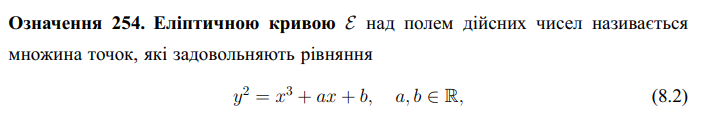 Означення 254. Еліптичною кривою ℰ над полем дійсних чисел називається
множина точок, які задовольняють рівняння
y² = x³ + ax + b, a, b ∈ ℝ, (8.2)